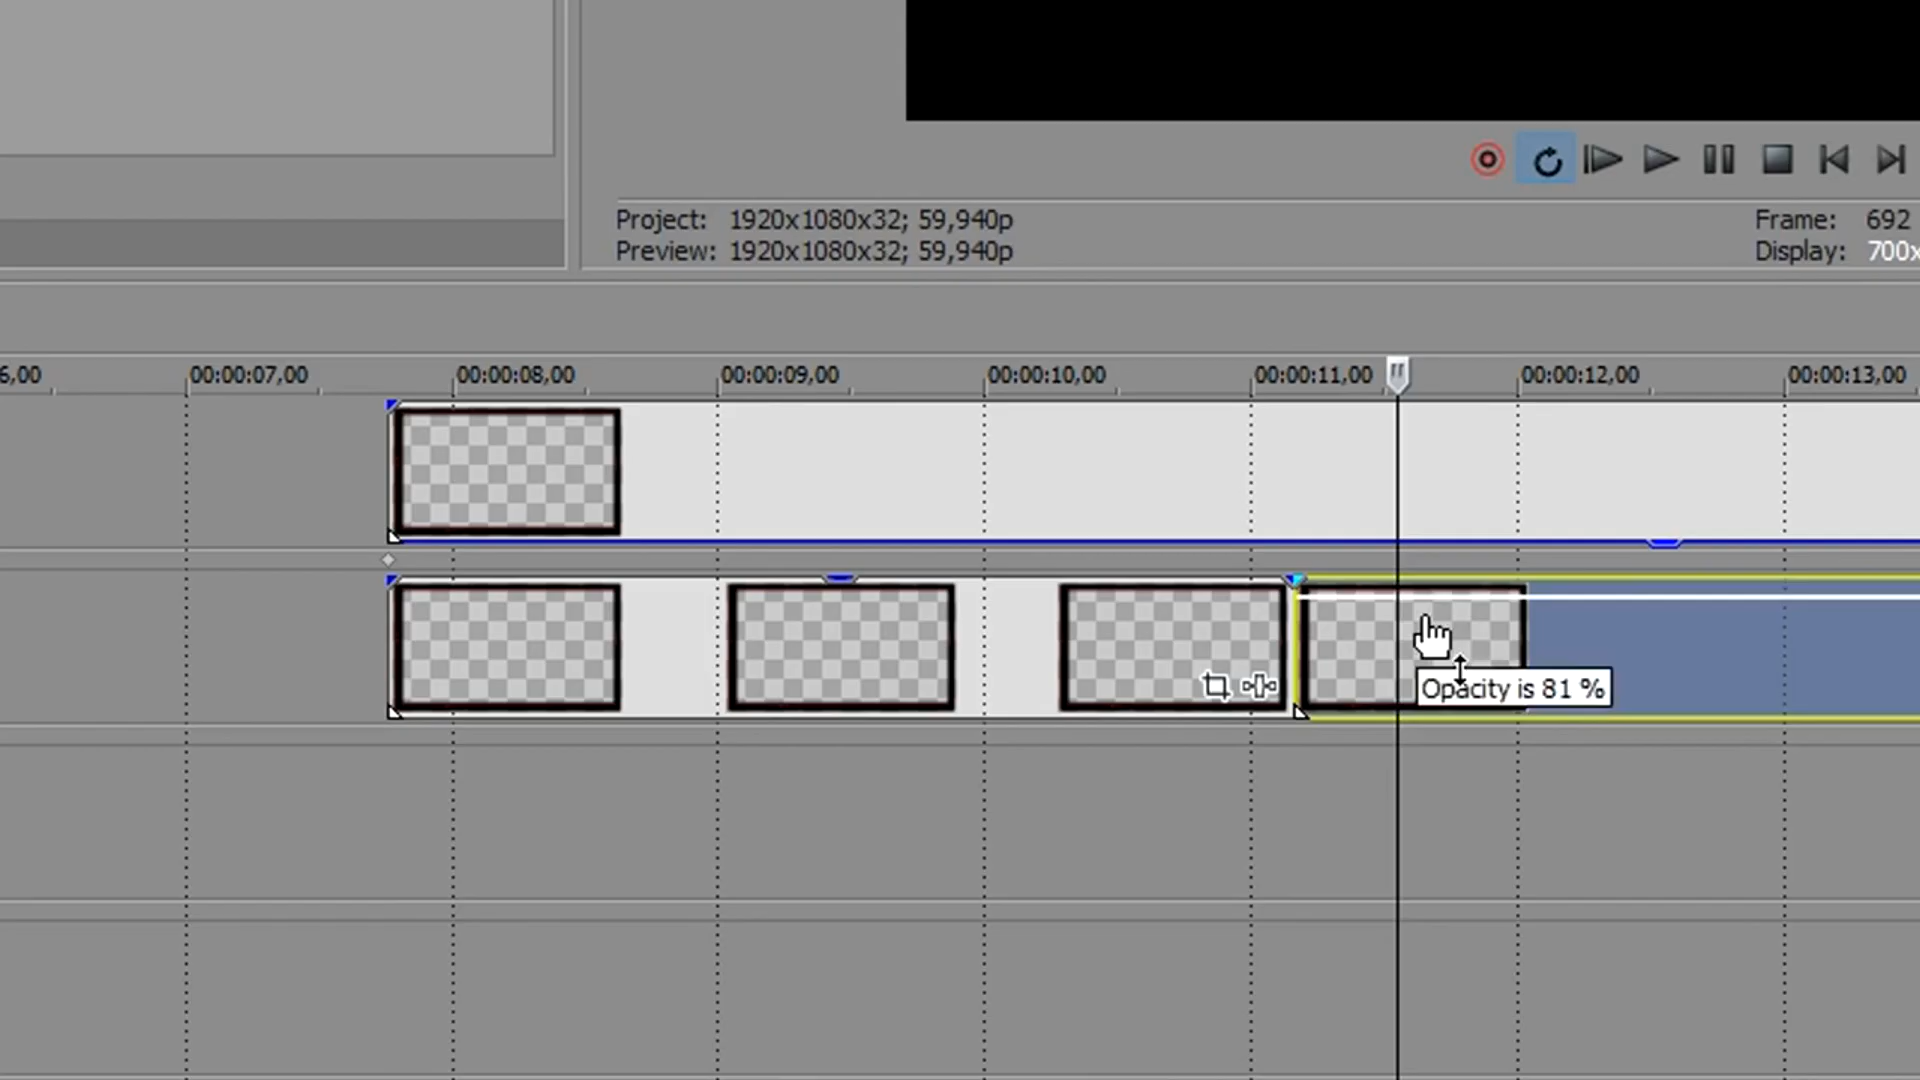 Project: 1920x1080x32; 59,940p
Preview: 1920x1080x32; 59,940p
Frame: 692
Display: 700x
6,00 00:00:07,00 00:00:08,00 00:00:09,00 00:00:10,00 00:00:11,00 00:00:12,00 00:00:13,00
Opacity is 81 %